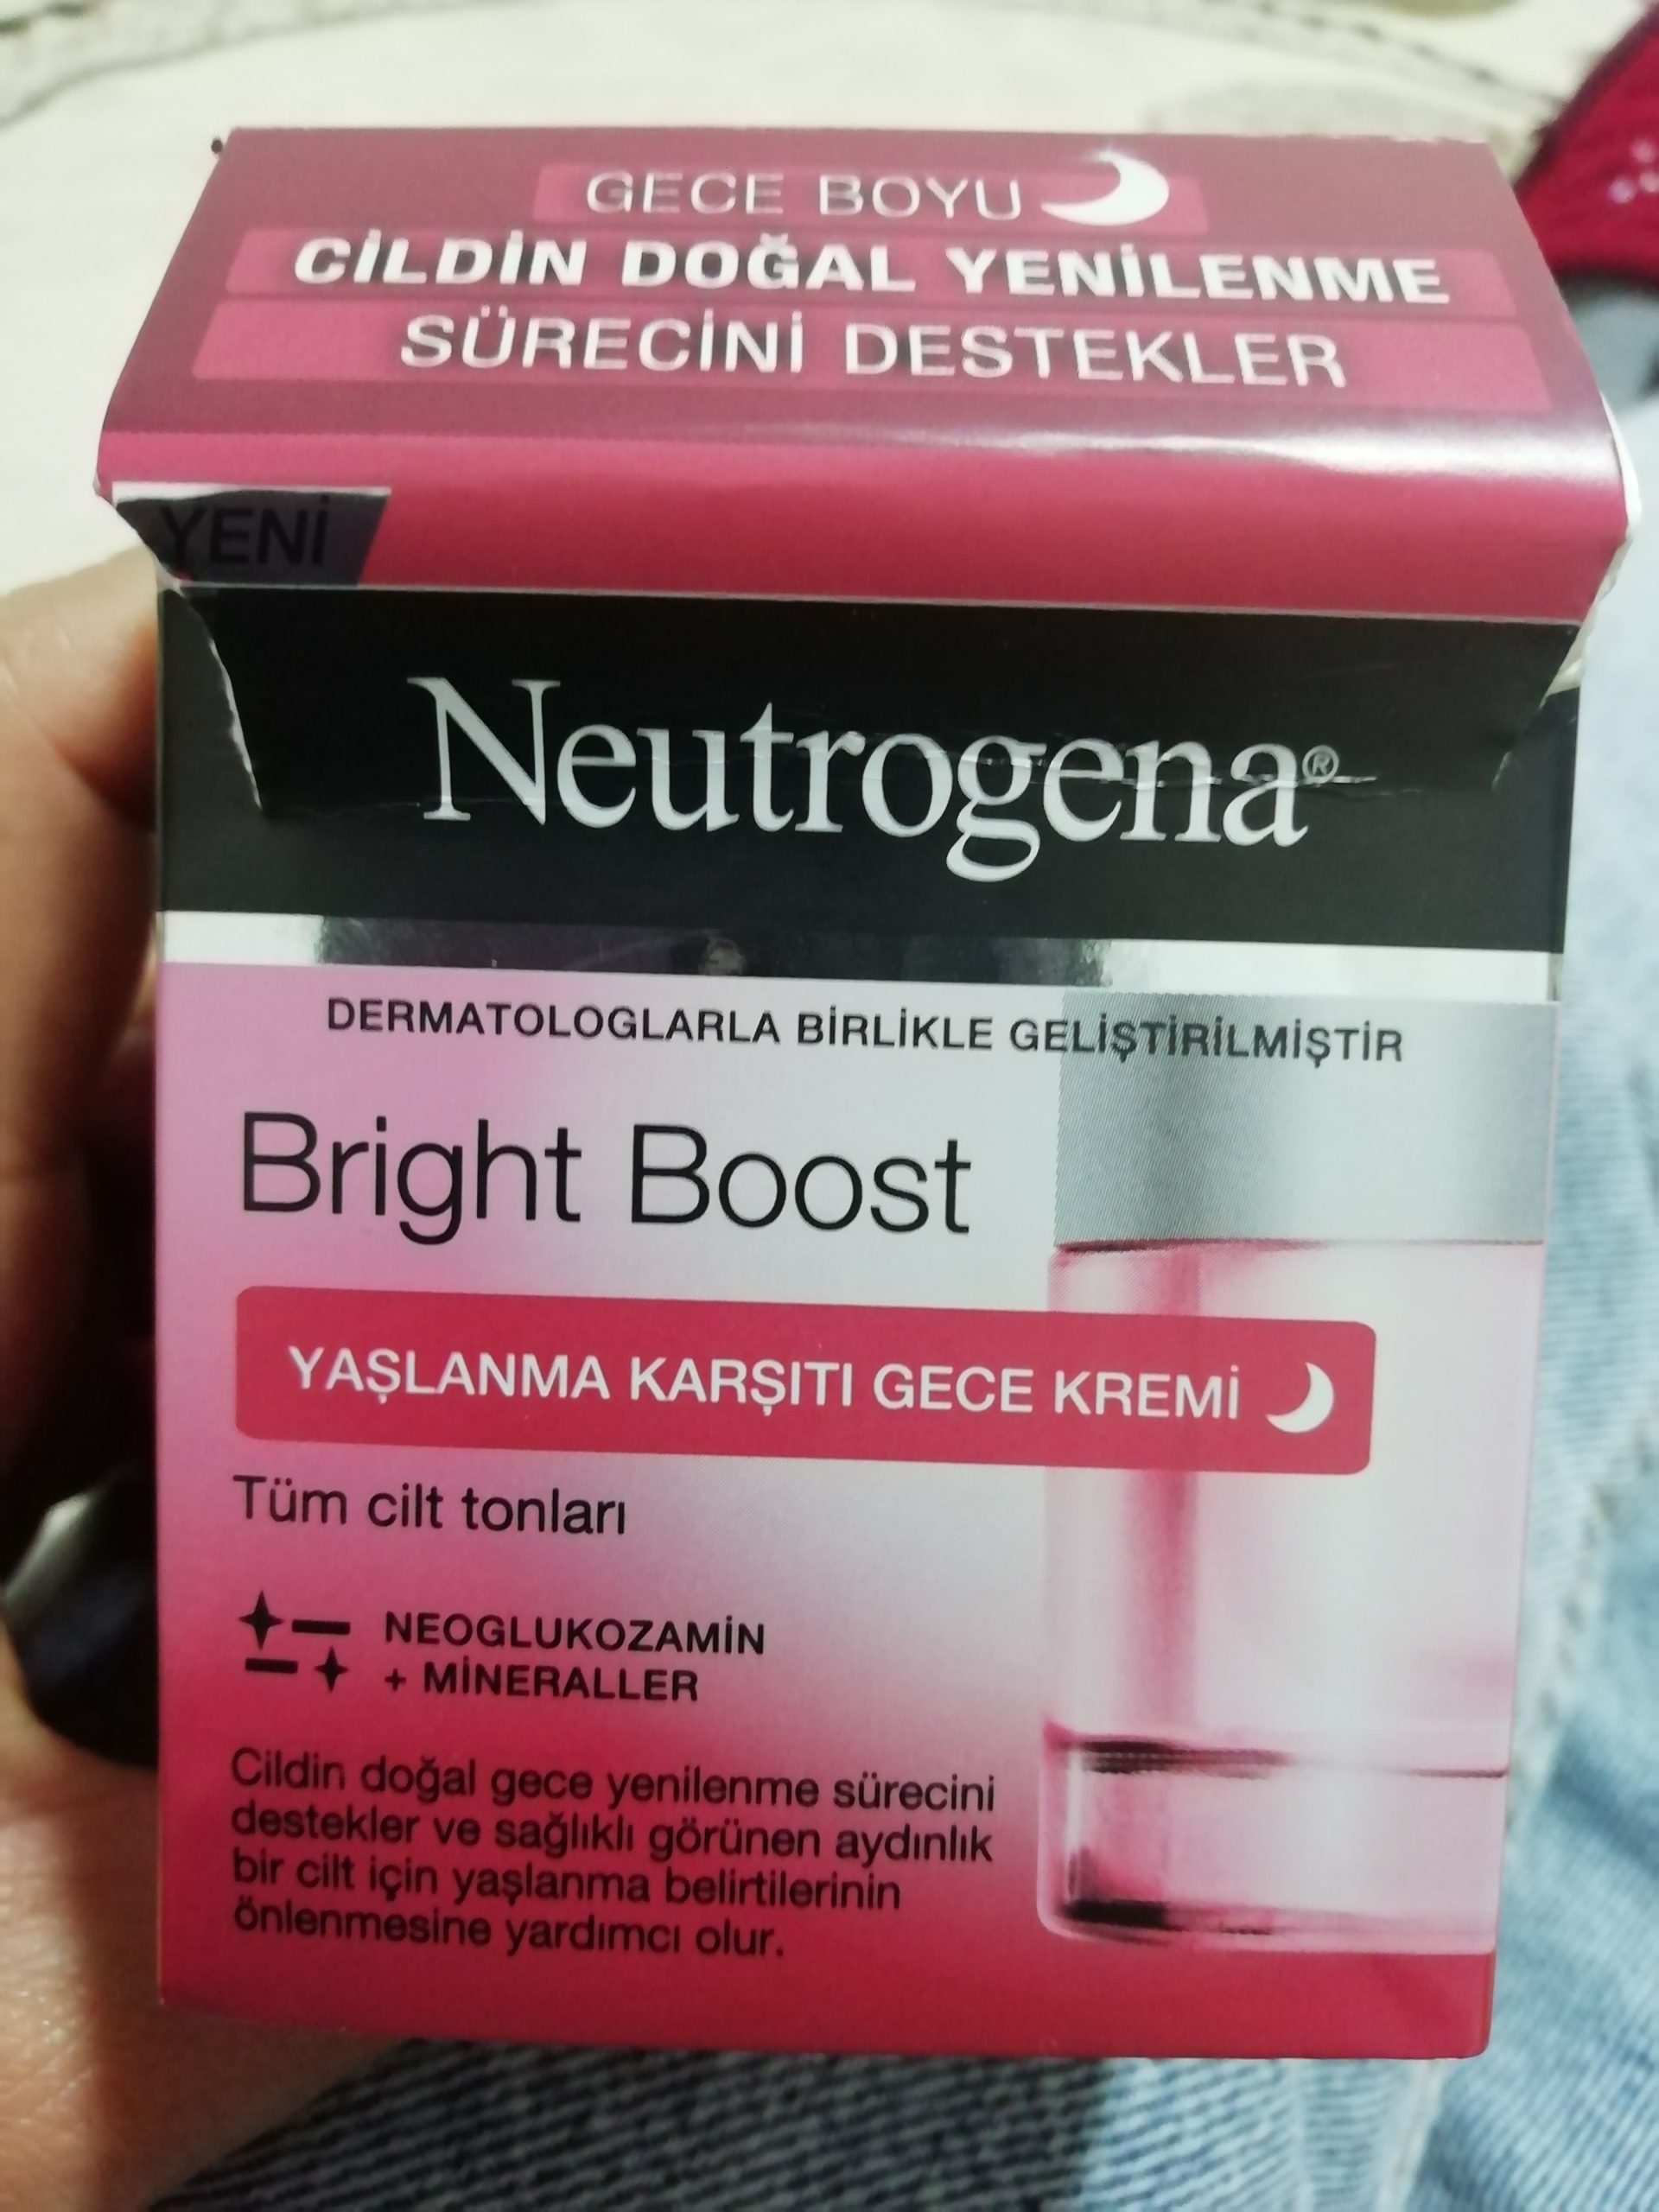 GECE BOYU
CİLDİN DOĞAL YENİLENME
SÜRECİNİ DESTEKLER
YENİ
Neutrogena®
DERMATOLOGLARLA BİRLİKLE GELİŞTİRİLMİŞTİR
Bright Boost
YAŞLANMA KARŞITI GECE KREMİ
Tüm cilt tonları
NEOGLUKOZAMİN
+ MİNERALLER
Cildin doğal gece yenilenme sürecini
destekler ve sağlıklı görünen aydınlık
bir cilt için yaşlanma belirtilerinin
önlenmesine yardımcı olur.